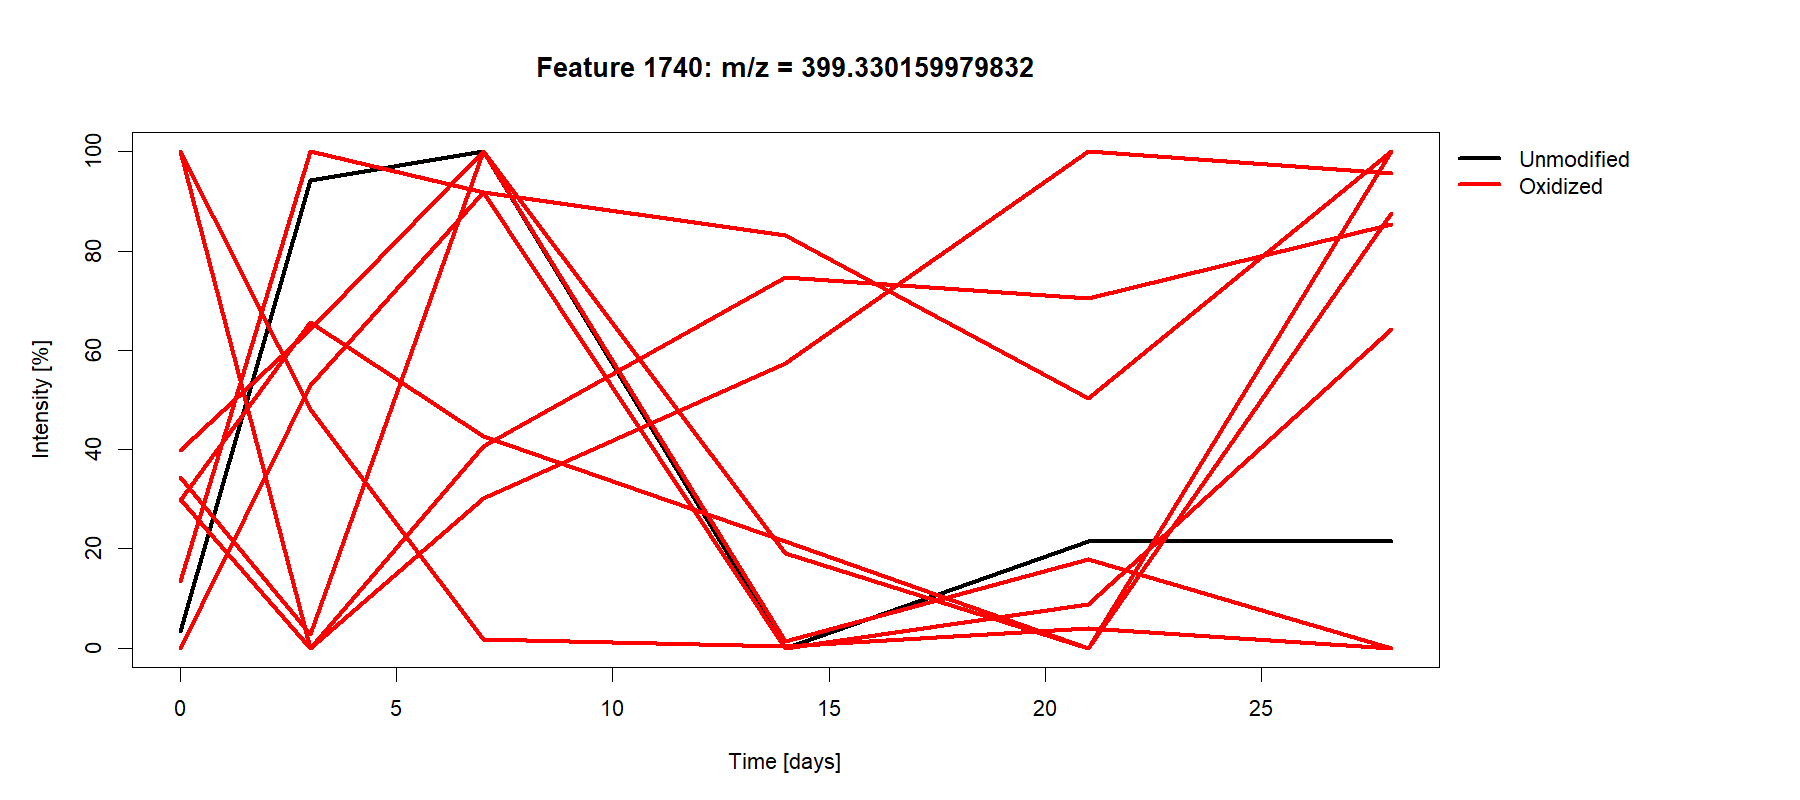 Feature 1740: m/z = 399.330159979832
100
80
60
40
20
0
Intensity [%]
0 5 10 15 20 25
Time [days]
Unmodified
Oxidized